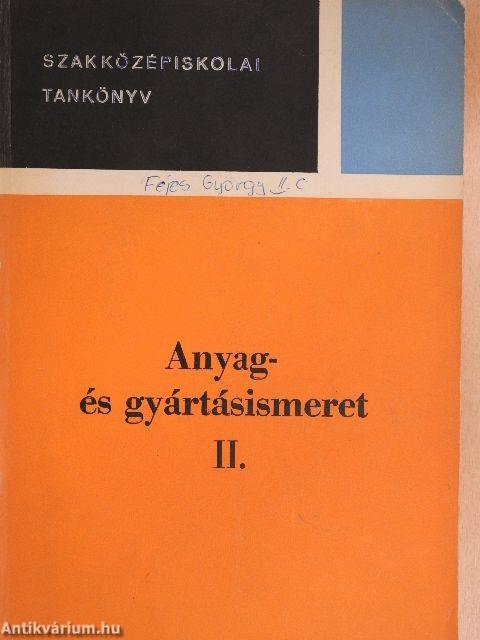 SZAKKÖZÉPISKOLAI
TANKÖNYV
Fejes György II. C
Anyag-
és gyártásismeret
II.
Antikvárium.hu